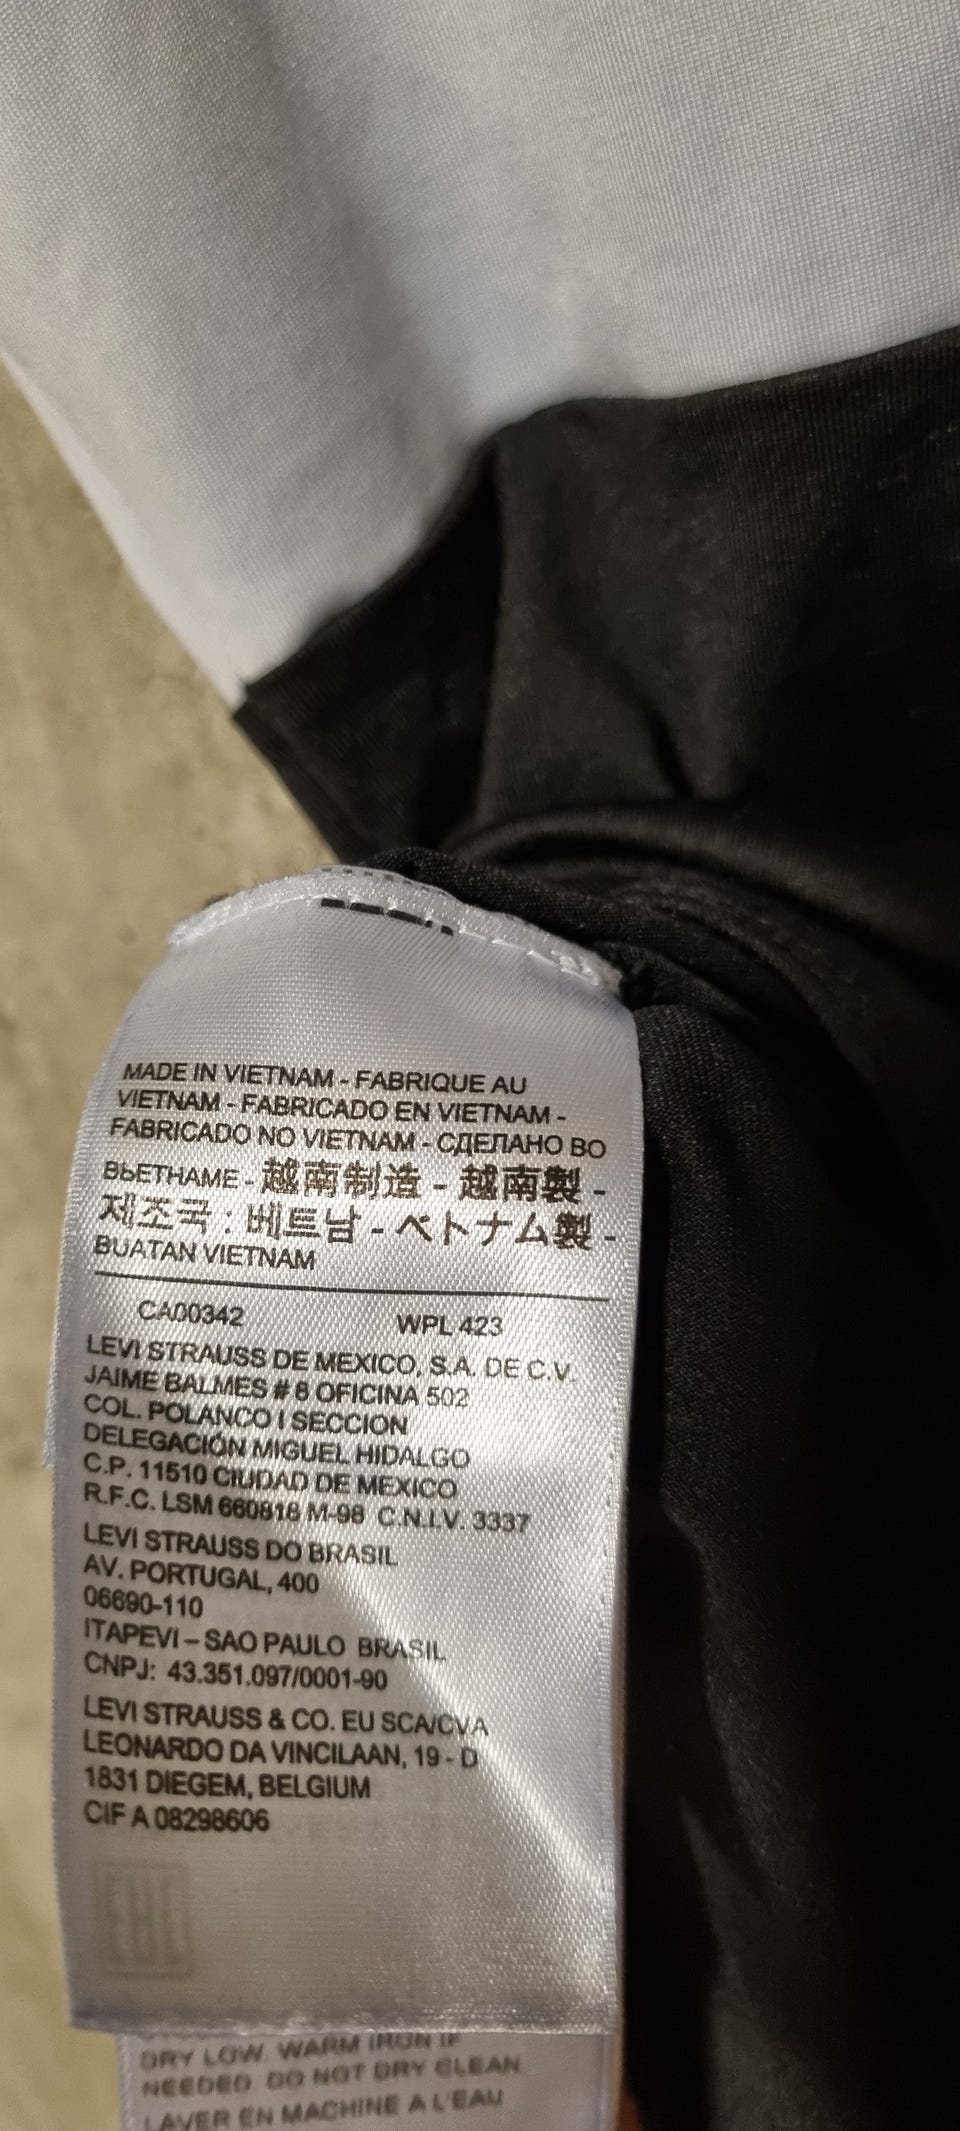 MADE IN VIETNAM - FABRIQUE AU
VIETNAM - FABRICADO EN VIETNAM -
FABRICADO NO VIETNAM - СДЕЛАНО ВО
ВЬЕТНАМЕ - 越南制造 - 越南製 -
제조국 : 베트남 - ベトナム製 -
BUATAN VIETNAM
CA00342 WPL 423
LEVI STRAUSS DE MEXICO, S.A. DE C.V.
JAIME BALMES # 8 OFICINA 502
COL. POLANCO I SECCION
DELEGACIÓN MIGUEL HIDALGO
C.P. 11510 CIUDAD DE MEXICO
R.F.C. LSM 660818 M-98 C.N.I.V. 3337
LEVI STRAUSS DO BRASIL
AV. PORTUGAL, 400
06690-110
ITAPEVI – SAO PAULO BRASIL
CNPJ: 43.351.097/0001-90
LEVI STRAUSS & CO. EU SCA/CVA
LEONARDO DA VINCILAAN, 19 - D
1831 DIEGEM, BELGIUM
CIF A 08298606
EAC
DRY LOW. WARM IRON IF
NEEDED. DO NOT DRY CLEAN.
LAVER EN MACHINE A L'EAU